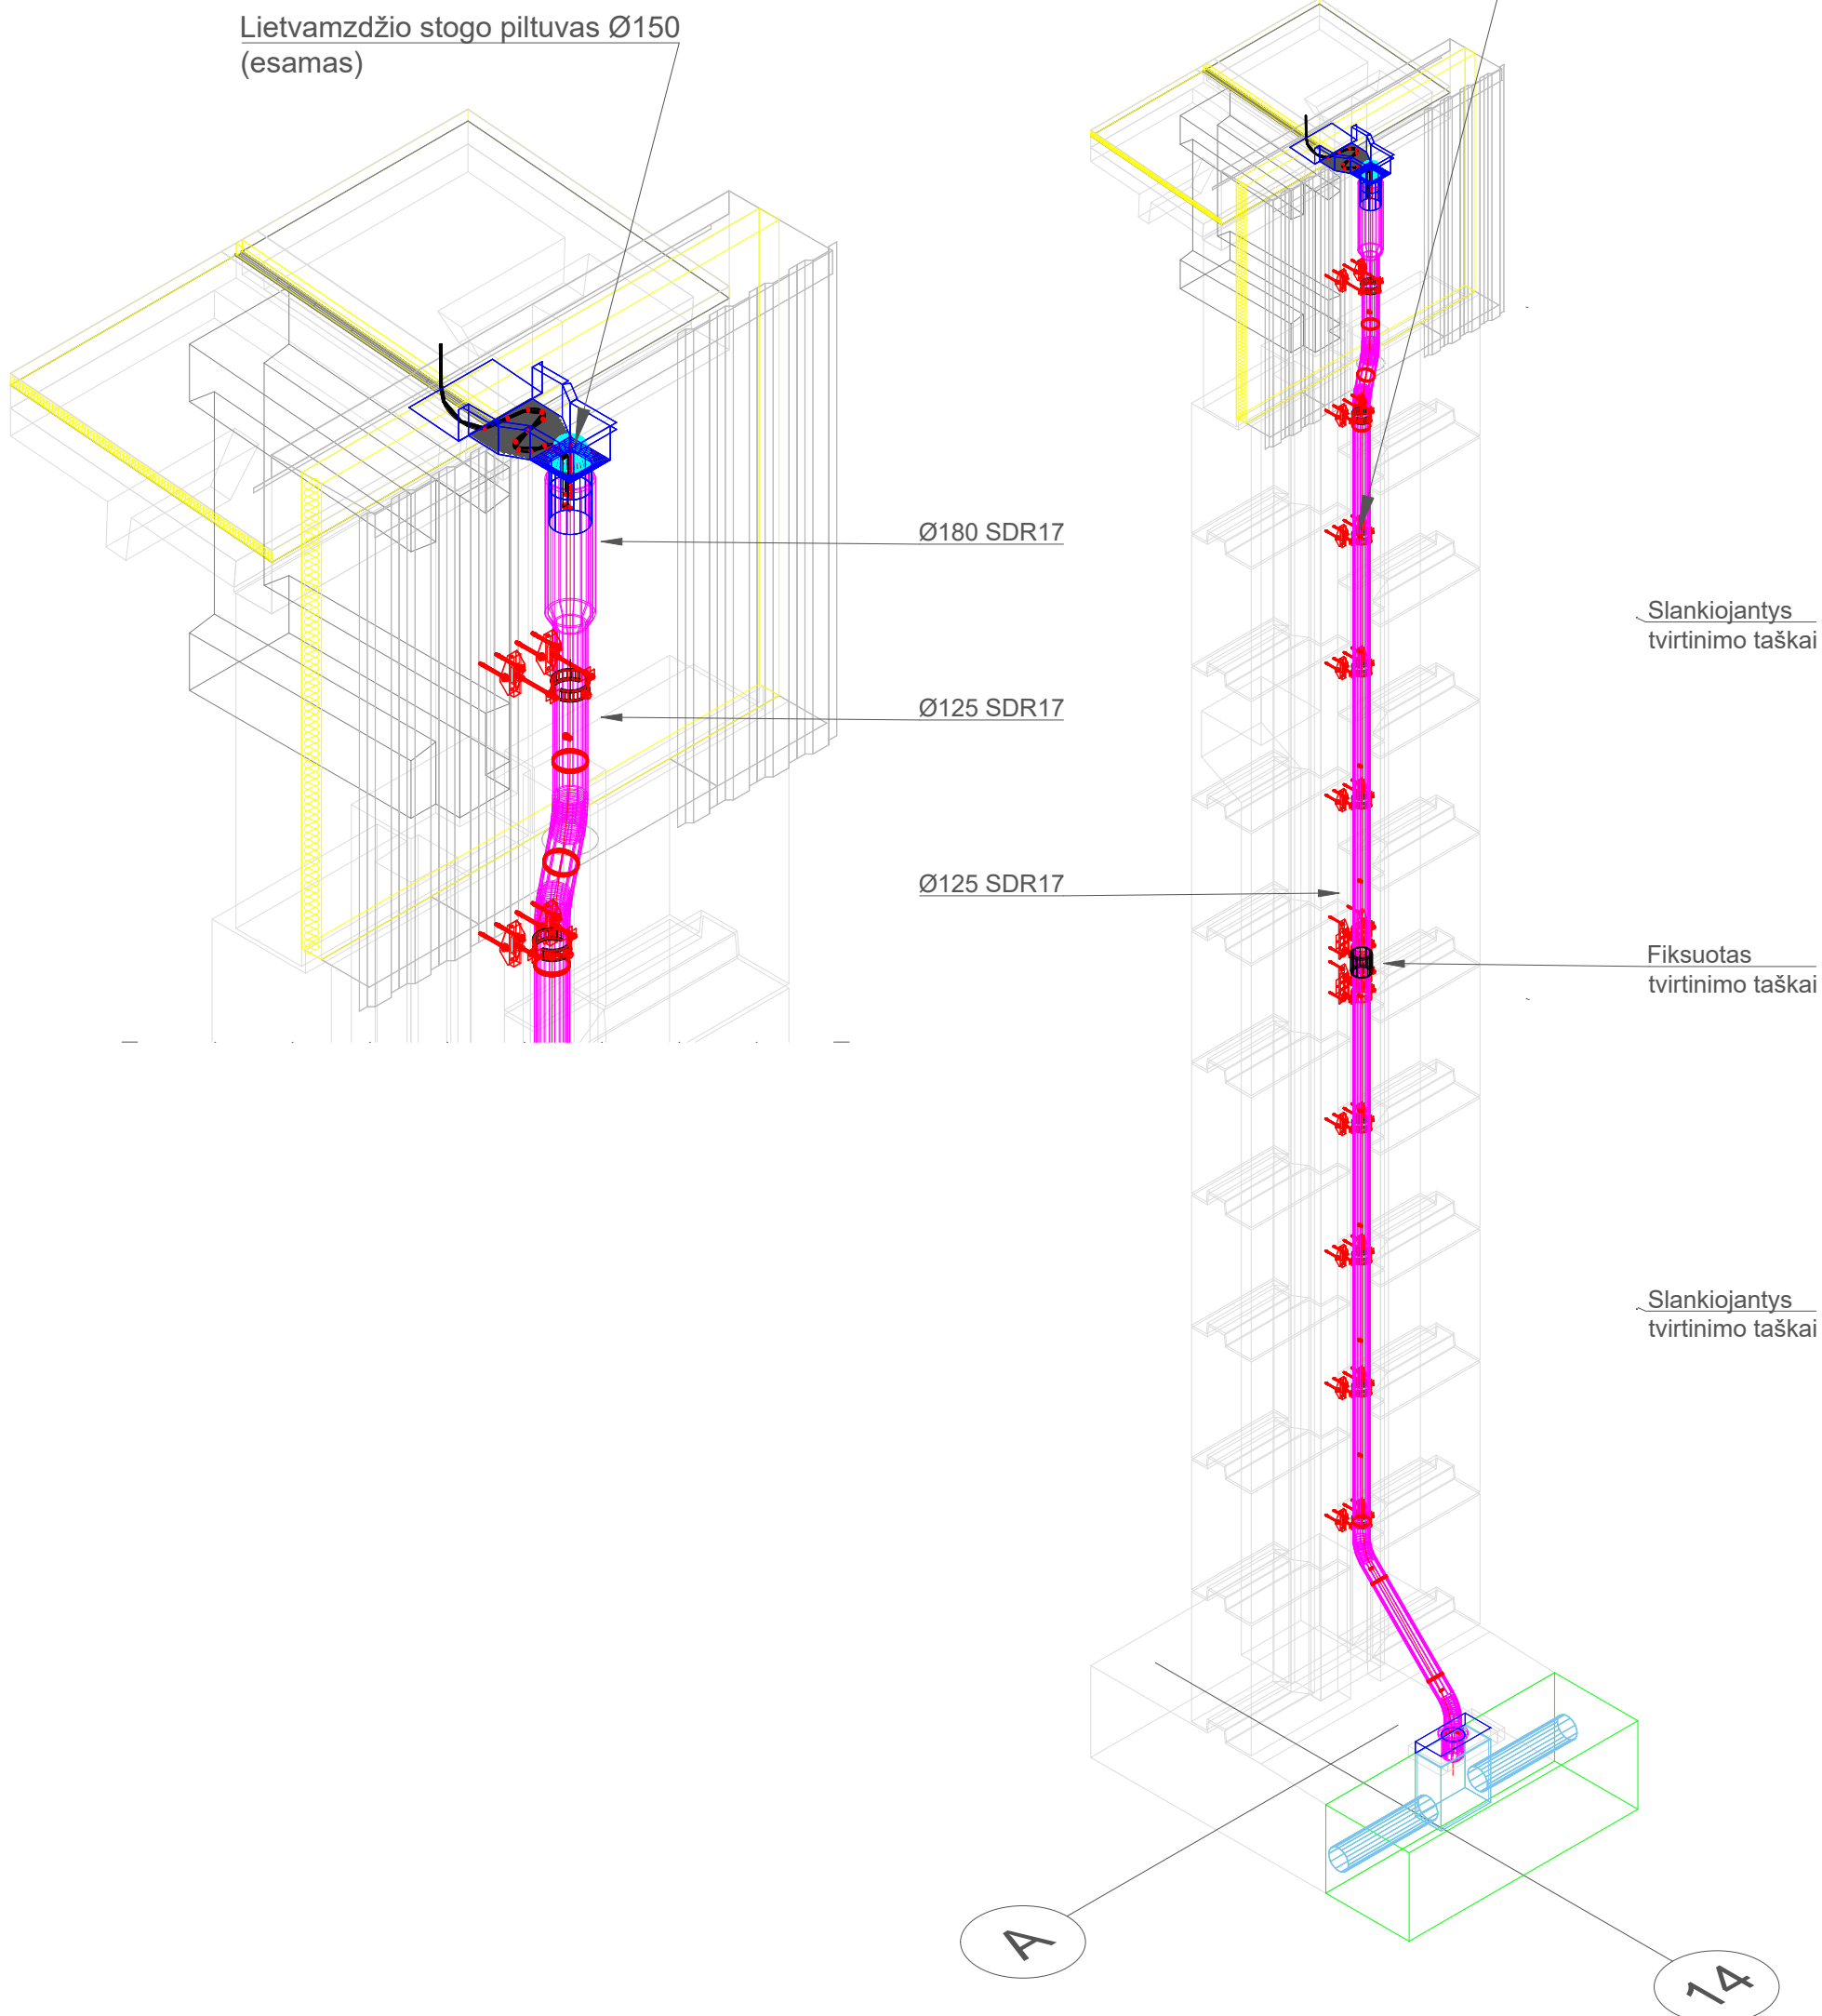 Lietvamzdžio stogo piltuvas Ø150
(esamas)
Ø180 SDR17
Ø125 SDR17
Ø125 SDR17
Slankiojantys
tvirtinimo taškai
Fiksuotas
tvirtinimo taškai
Slankiojantys
tvirtinimo taškai
A
14